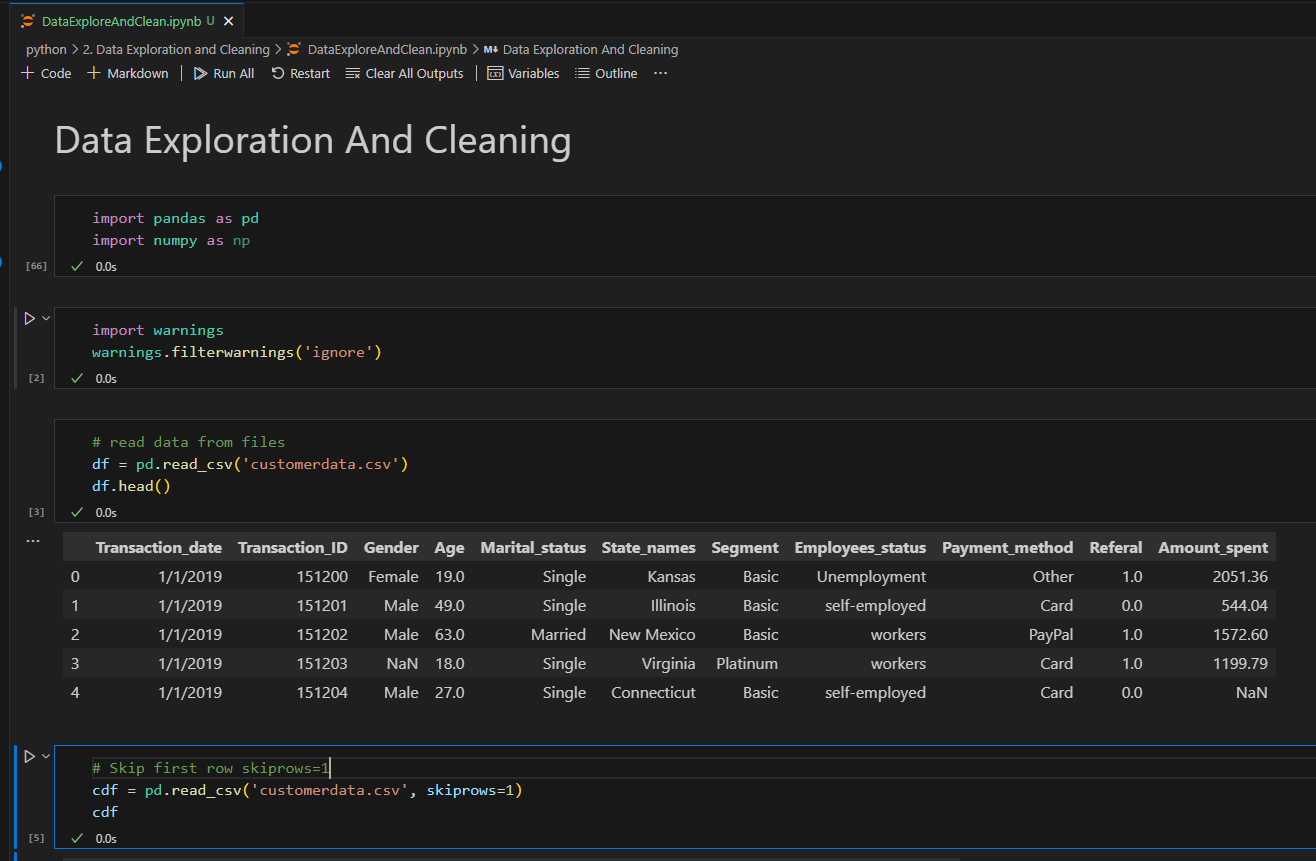 DataExploreAndClean.ipynb U
python > 2. Data Exploration and Cleaning > DataExploreAndClean.ipynb > M↓ Data Exploration And Cleaning
+ Code + Markdown | Run All Restart Clear All Outputs | Variables Outline ...
Data Exploration And Cleaning
import pandas as pd
import numpy as np
[66] 0.0s
import warnings
warnings.filterwarnings('ignore')
[2] 0.0s
# read data from files
df = pd.read_csv('customerdata.csv')
df.head()
[3] 0.0s
...
Transaction_date Transaction_ID Gender Age Marital_status State_names Segment Employees_status Payment_method Referal Amount_spent
0 1/1/2019 151200 Female 19.0 Single Kansas Basic Unemployment Other 1.0 2051.36
1 1/1/2019 151201 Male 49.0 Single Illinois Basic self-employed Card 0.0 544.04
2 1/1/2019 151202 Male 63.0 Married New Mexico Basic workers PayPal 1.0 1572.60
3 1/1/2019 151203 NaN 18.0 Single Virginia Platinum workers Card 1.0 1199.79
4 1/1/2019 151204 Male 27.0 Single Connecticut Basic self-employed Card 0.0 NaN
# Skip first row skiprows=1
cdf = pd.read_csv('customerdata.csv', skiprows=1)
cdf
[5] 0.0s